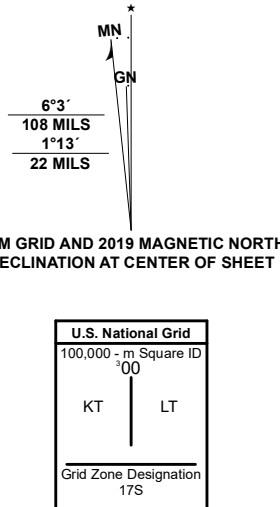 ★
MN
GN
6°3´
108 MILS
1°13´
22 MILS
M GRID AND 2019 MAGNETIC NORTH
ECLINATION AT CENTER OF SHEET
U.S. National Grid
100,000 - m Square ID
³00
KT LT
Grid Zone Designation
17S